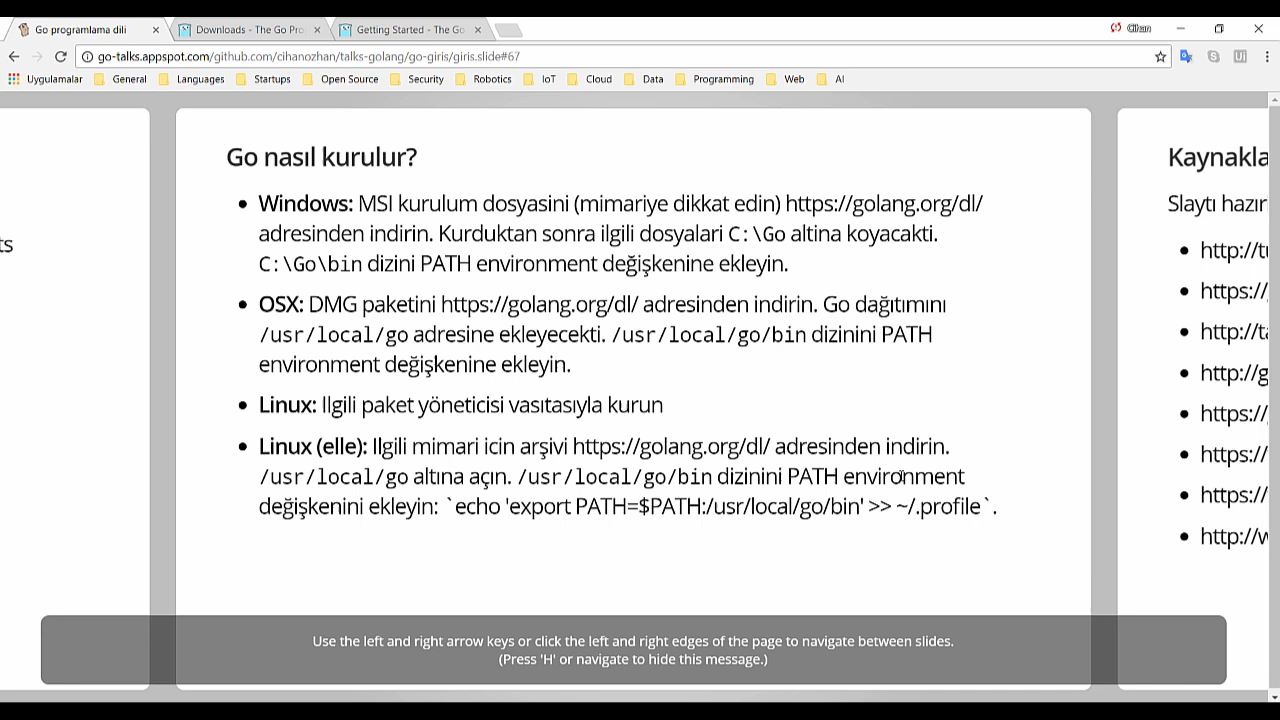 Go programlama dili
Downloads - The Go Pro
Getting Started - The Go
Cihan
go-talks.appspot.com/github.com/cihanozhan/talks-golang/go-giris/giris.slide#67
Uygulamalar General Languages Startups Open Source Security Robotics IoT Cloud Data Programming Web AI
ts
Go nasıl kurulur?
Windows: MSI kurulum dosyasini (mimariye dikkat edin) https://golang.org/dl/
adresinden indirin. Kurduktan sonra ilgili dosyalari C:\Go altina koyacakti.
C:\Go\bin dizini PATH environment değişkenine ekleyin.
OSX: DMG paketini https://golang.org/dl/ adresinden indirin. Go dağıtımını
/usr/local/go adresine ekleyecekti. /usr/local/go/bin dizinini PATH
environment değişkenine ekleyin.
Linux: Ilgili paket yöneticisi vasıtasıyla kurun
Linux (elle): Ilgili mimari icin arşivi https://golang.org/dl/ adresinden indirin.
/usr/local/go altına açın. /usr/local/go/bin dizinini PATH environment
değişkenini ekleyin: `echo 'export PATH=$PATH:/usr/local/go/bin' >> ~/.profile`.
Kaynakla
Slaytı hazır
http://tu
https://
http://ta
http://g
https://
https://
https://
http://w
Use the left and right arrow keys or click the left and right edges of the page to navigate between slides.
(Press 'H' or navigate to hide this message.)